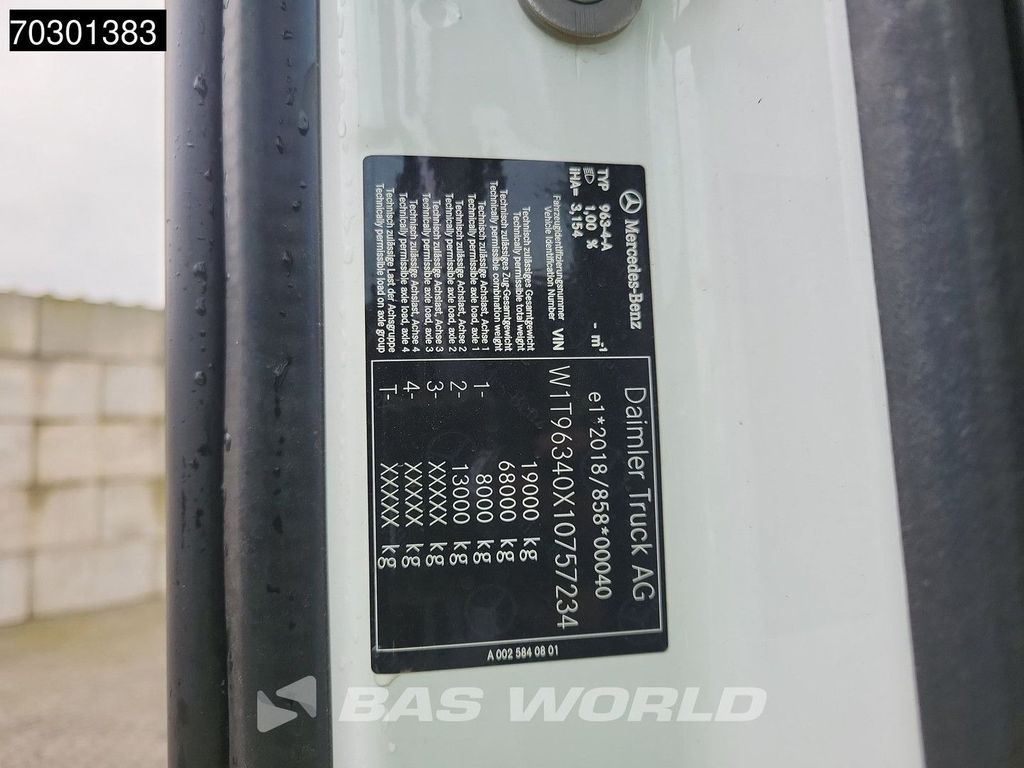 70301383
Mercedes-Benz
Daimler Truck AG
TYP 963-4-A
1,00 % - m⁻¹
e1*2018/858*00040
iHA= 3,154
Fahrzeugidentifizierungsnummer
Vehicle Identification Number
VIN W1T96340X10757234
Technisch zulässiges Gesamtgewicht
Technically permissible total weight
19000 kg
Technisch zulässiges Zug-Gesamtgewicht
Technically permissible combination weight
68000 kg
Technisch zulässige Achslast, Achse 1
Technically permissible axle load, axle 1
1- 8000 kg
Technisch zulässige Achslast, Achse 2
Technically permissible axle load, axle 2
2- 13000 kg
Technisch zulässige Achslast, Achse 3
Technically permissible axle load, axle 3
3- XXXXX kg
Technisch zulässige Achslast, Achse 4
Technically permissible axle load, axle 4
4- XXXXX kg
Technisch zulässige Last der Achsgruppe
Technically permissible load on axle group
T- XXXXX kg
A 002 584 08 01
BAS WORLD